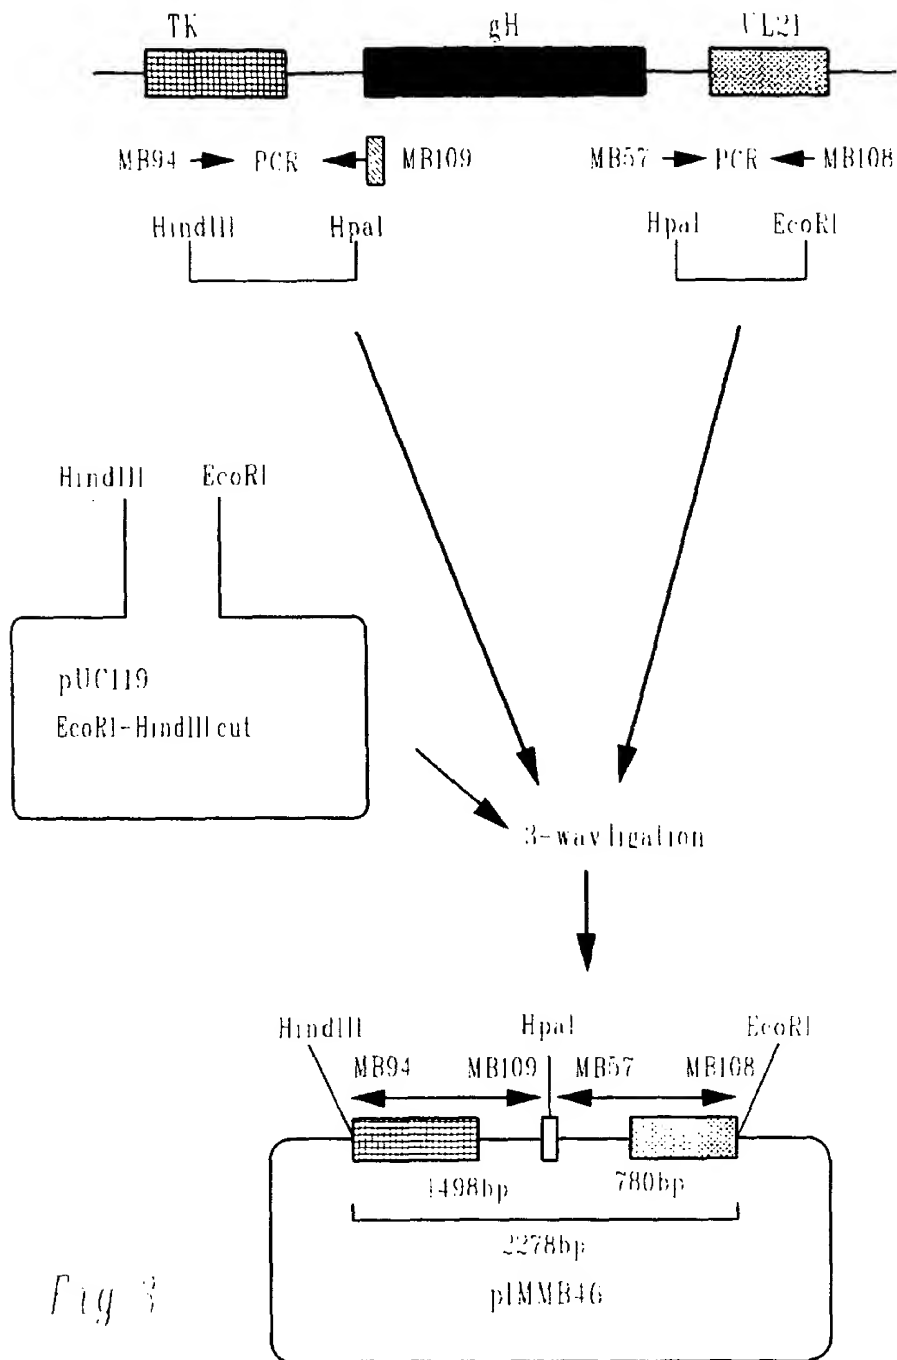 TK gH UL21
MB94 PCR MB109 MB57 PCR MB108
HindIII HpaI HpaI EcoRI
HindIII EcoRI
pUC119
EcoRI-HindIII cut
3-way ligation
HindIII HpaI EcoRI
MB94 MB109 MB57 MB108
1498bp 780bp
2278bp
pIMMB46
Fig 3